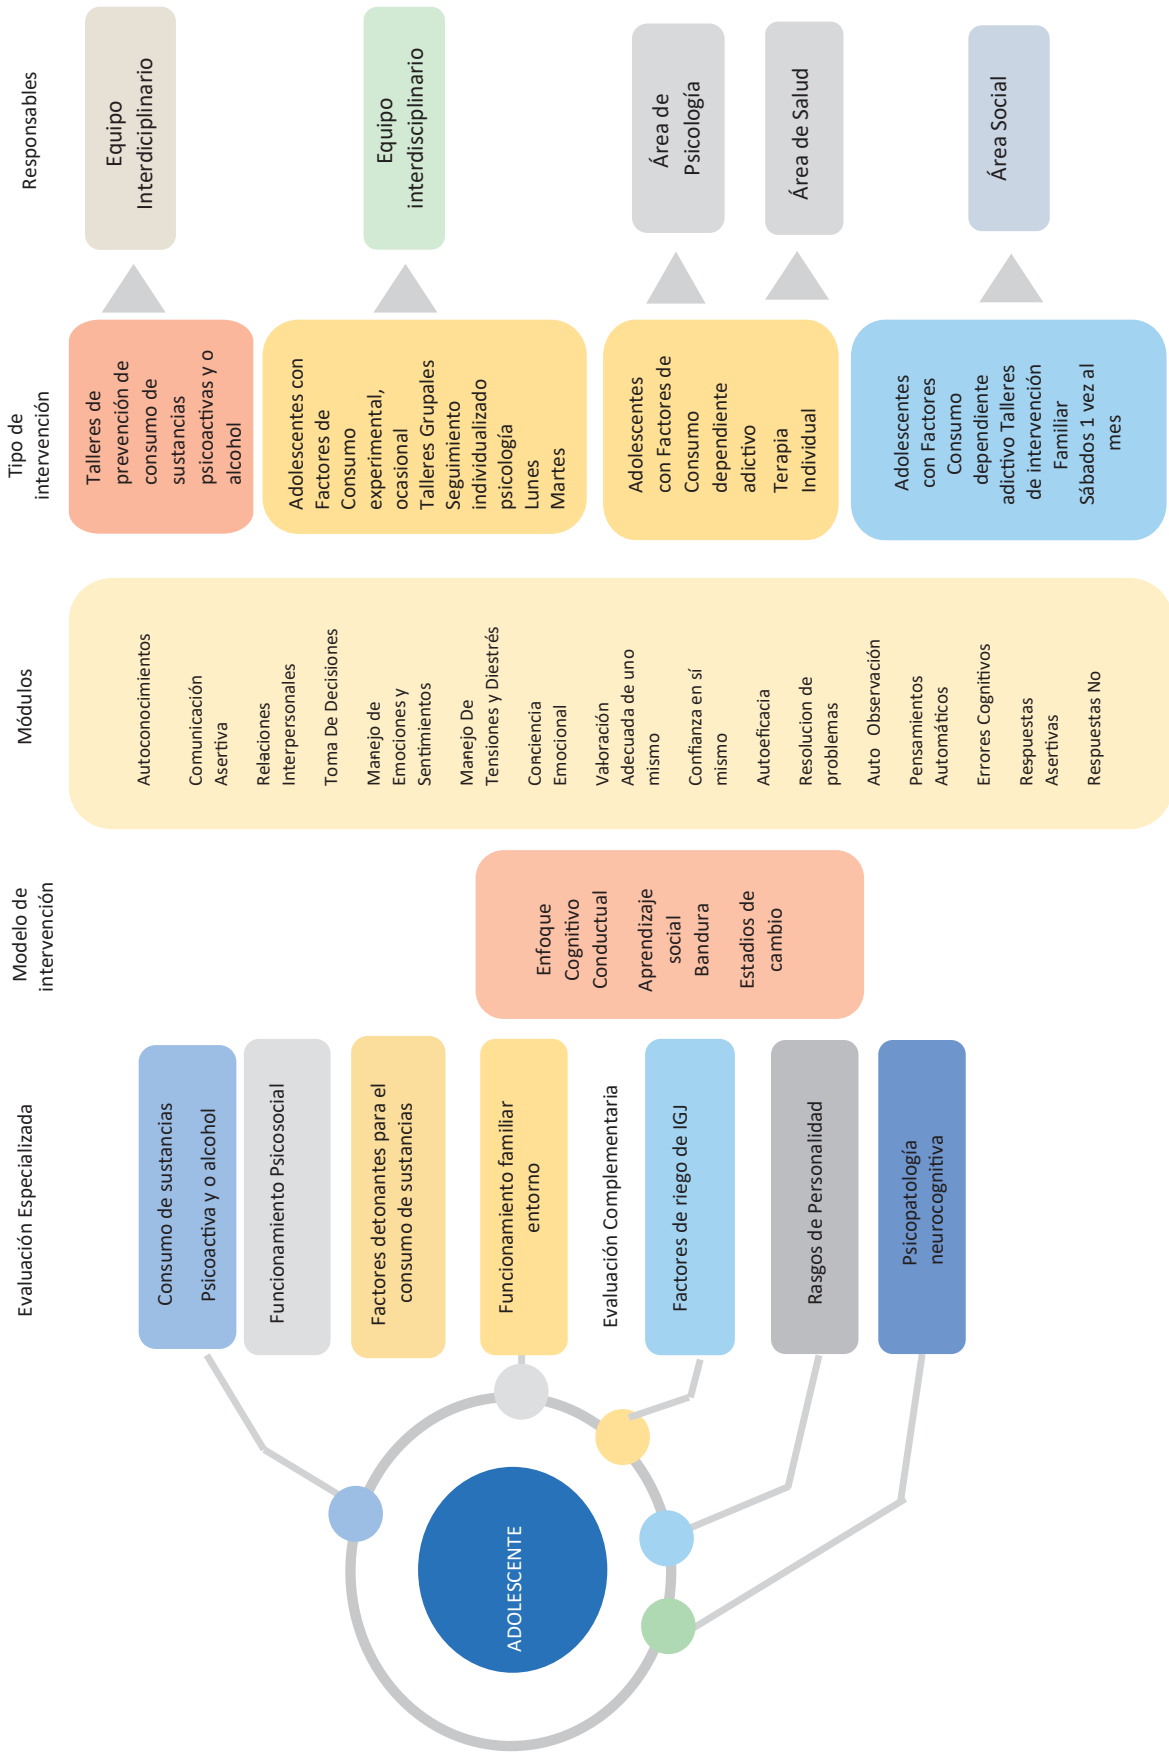 ADOLESCENTE
Evaluación Especializada
Consumo de sustancias
Psicoactiva y o alcohol
Funcionamiento Psicosocial
Factores detonantes para el
consumo de sustancias
Funcionamiento familiar
entorno
Evaluación Complementaria
Factores de riego de IGJ
Rasgos de Personalidad
Psicopatología
neurocognitiva
Modelo de
intervención
Enfoque
Cognitivo
Conductual
Aprendizaje
social
Bandura
Estadios de
cambio
Módulos
Autoconocimientos
Comunicación
Asertiva
Relaciones
Interpersonales
Toma De Decisiones
Manejo de
Emociones y
Sentimientos
Manejo De
Tensiones y Diestrés
Conciencia
Emocional
Valoración
Adecuada de uno
mismo
Confianza en sí
mismo
Autoeficacia
Resolucion de
problemas
Auto Observación
Pensamientos
Automáticos
Errores Cognitivos
Respuestas
Asertivas
Respuestas No
Tipo de
intervención
Talleres de
prevención de
consumo de
sustancias
psicoactivas y o
alcohol
Adolescentes con
Factores de
Consumo
experimental,
ocasional
Talleres Grupales
Seguimiento
individualizado
psicología
Lunes
Martes
Adolescentes
con Factores de
Consumo
dependiente
adictivo
Terapia
Individual
Adolescentes
con Factores
Consumo
dependiente
adictivo Talleres
de intervención
Familiar
Sábados 1 vez al
mes
Responsables
Equipo
Interdiciplinario
Equipo
interdisciplinario
Área de
Psicología
Área de Salud
Área Social